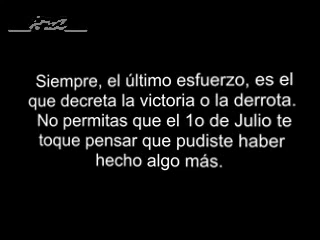 Siempre, el último esfuerzo, es el
que decreta la victoria o la derrota.
No permitas que el 1o de Julio te
toque pensar que pudiste haber
hecho algo más.